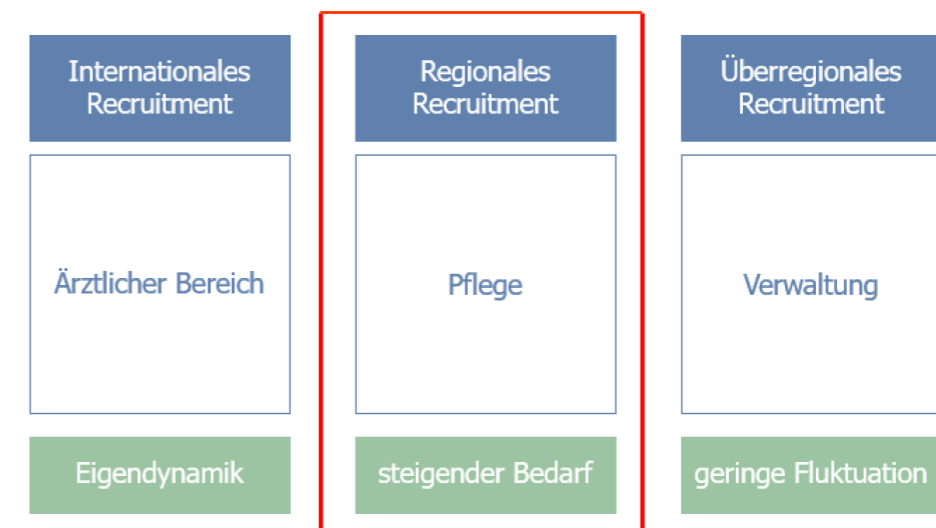 Internationales
Recruitment
Regionales
Recruitment
Überregionales
Recruitment
Ärztlicher Bereich
Pflege
Verwaltung
Eigendynamik
steigender Bedarf
geringe Fluktuation